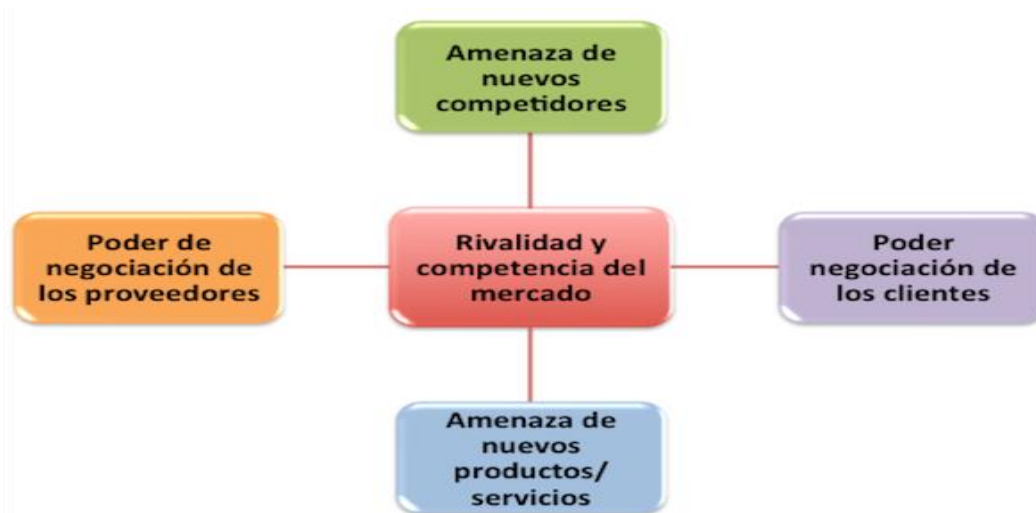 Amenaza de
nuevos
competidores
Poder de
negociación de
los proveedores
Rivalidad y
competencia del
mercado
Poder
negociación de
los clientes
Amenaza de
nuevos
productos/
servicios